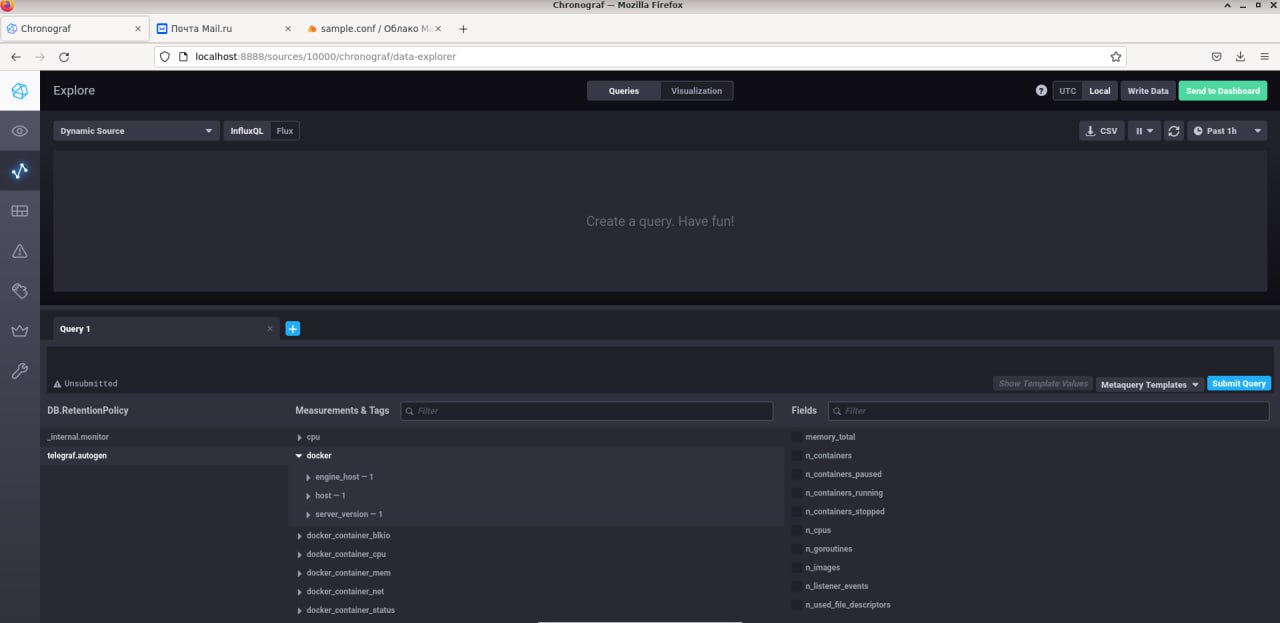 Chronograf — Mozilla Firefox
Chronograf
Почта Mail.ru
sample.conf / Облако
localhost:8888/sources/10000/chronograf/data-explorer
Explore
Queries
Visualization
?
UTC
Local
Write Data
Send to Dashboard
Dynamic Source
InfluxQL
Flux
CSV
Past 1h
Create a query. Have fun!
Query 1
Unsubmitted
Show Template Values
Metaquery Templates
Submit Query
DB.RetentionPolicy
Measurements & Tags
Filter
Fields
Filter
_internal.monitor
telegraf.autogen
cpu
docker
engine_host — 1
host — 1
server_version — 1
docker_container_blkio
docker_container_cpu
docker_container_mem
docker_container_net
docker_container_status
memory_total
n_containers
n_containers_paused
n_containers_running
n_containers_stopped
n_cpus
n_goroutines
n_images
n_listener_events
n_used_file_descriptors